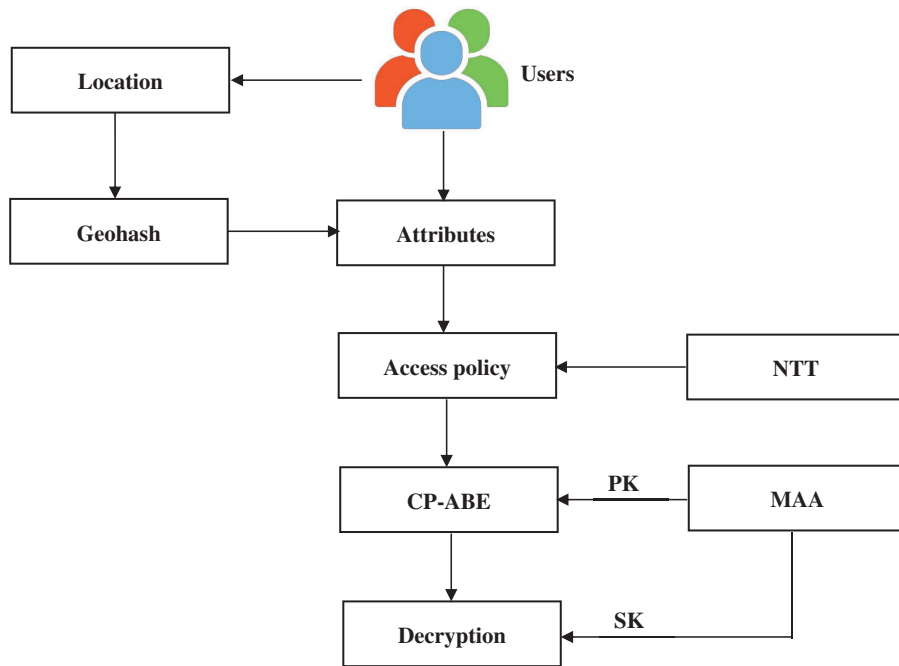 Users
Location
Geohash
Attributes
Access policy
NTT
CP-ABE
PK
MAA
Decryption
SK